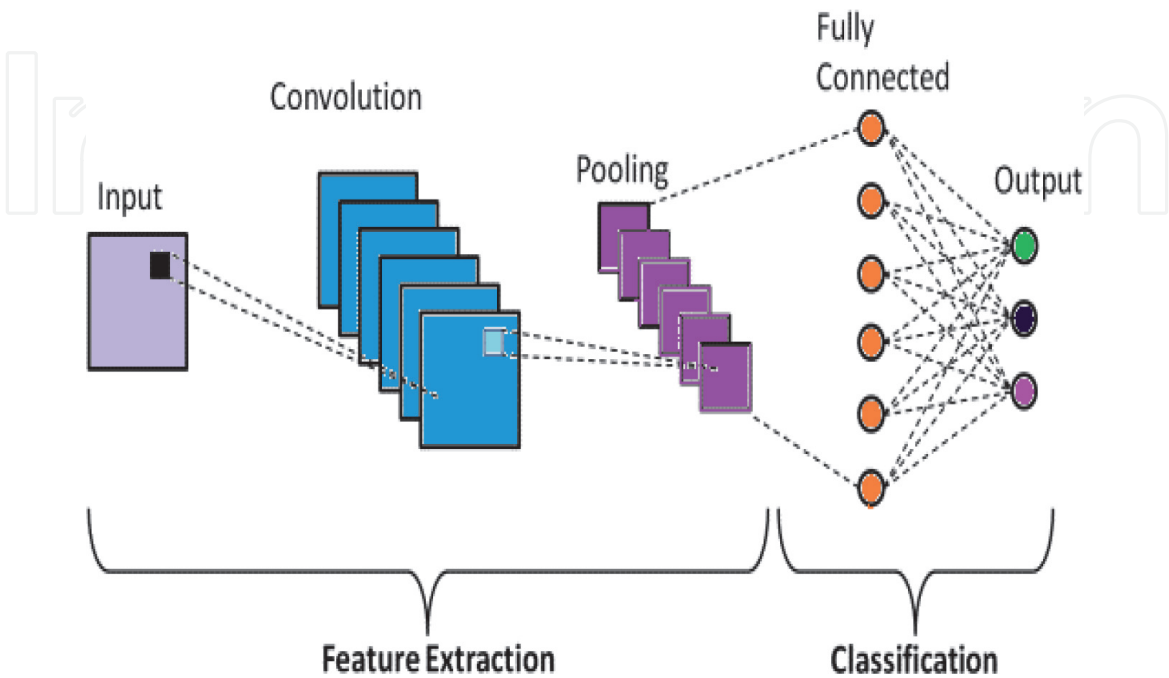 Fully
Connected
Convolution
Pooling
Input
Output
Feature Extraction
Classification